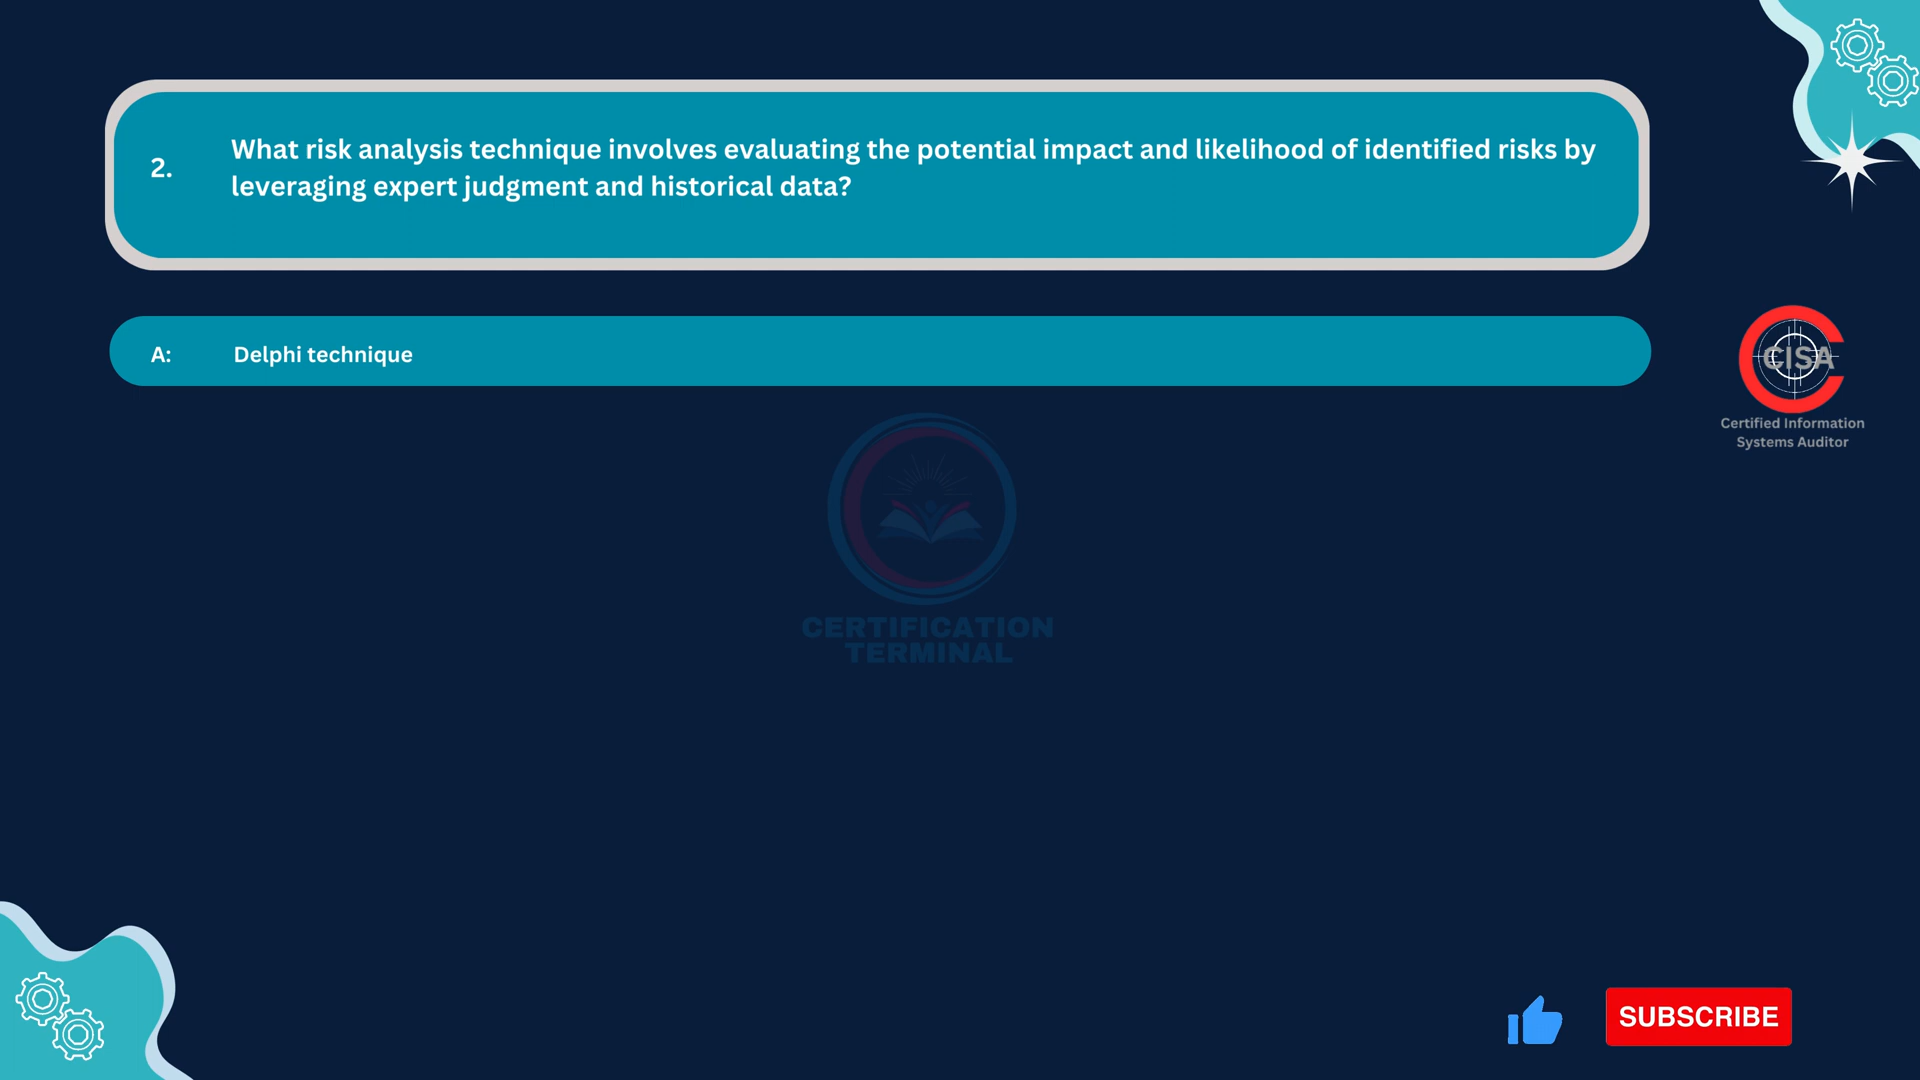 2.
What risk analysis technique involves evaluating the potential impact and likelihood of identified risks by
leveraging expert judgment and historical data?
A: Delphi technique
CISA
Certified Information
Systems Auditor
CERTIFICATION
TERMINAL
SUBSCRIBE